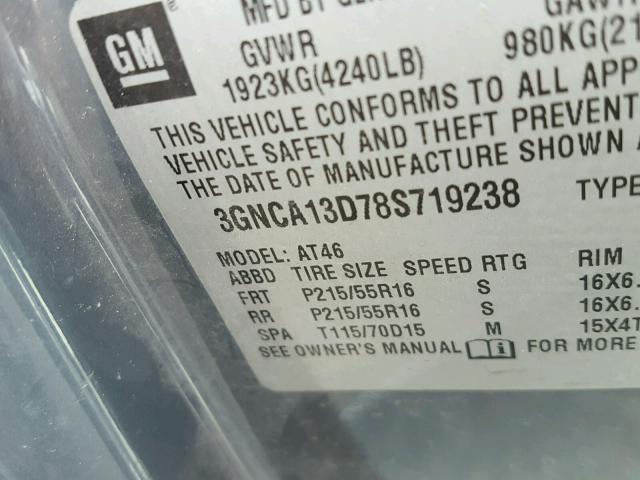 GM
MFD BY
GVWR
1923KG(4240LB)
980KG(21
THIS VEHICLE CONFORMS TO ALL APP
VEHICLE SAFETY AND THEFT PREVENT
THE DATE OF MANUFACTURE SHOWN A
3GNCA13D78S719238 TYPE
MODEL: AT46
ABBD TIRE SIZE SPEED RTG RIM
FRT P215/55R16 S 16X6.
RR P215/55R16 S 16X6.
SPA T115/70D15 M 15X4T
SEE OWNER'S MANUAL i FOR MORE